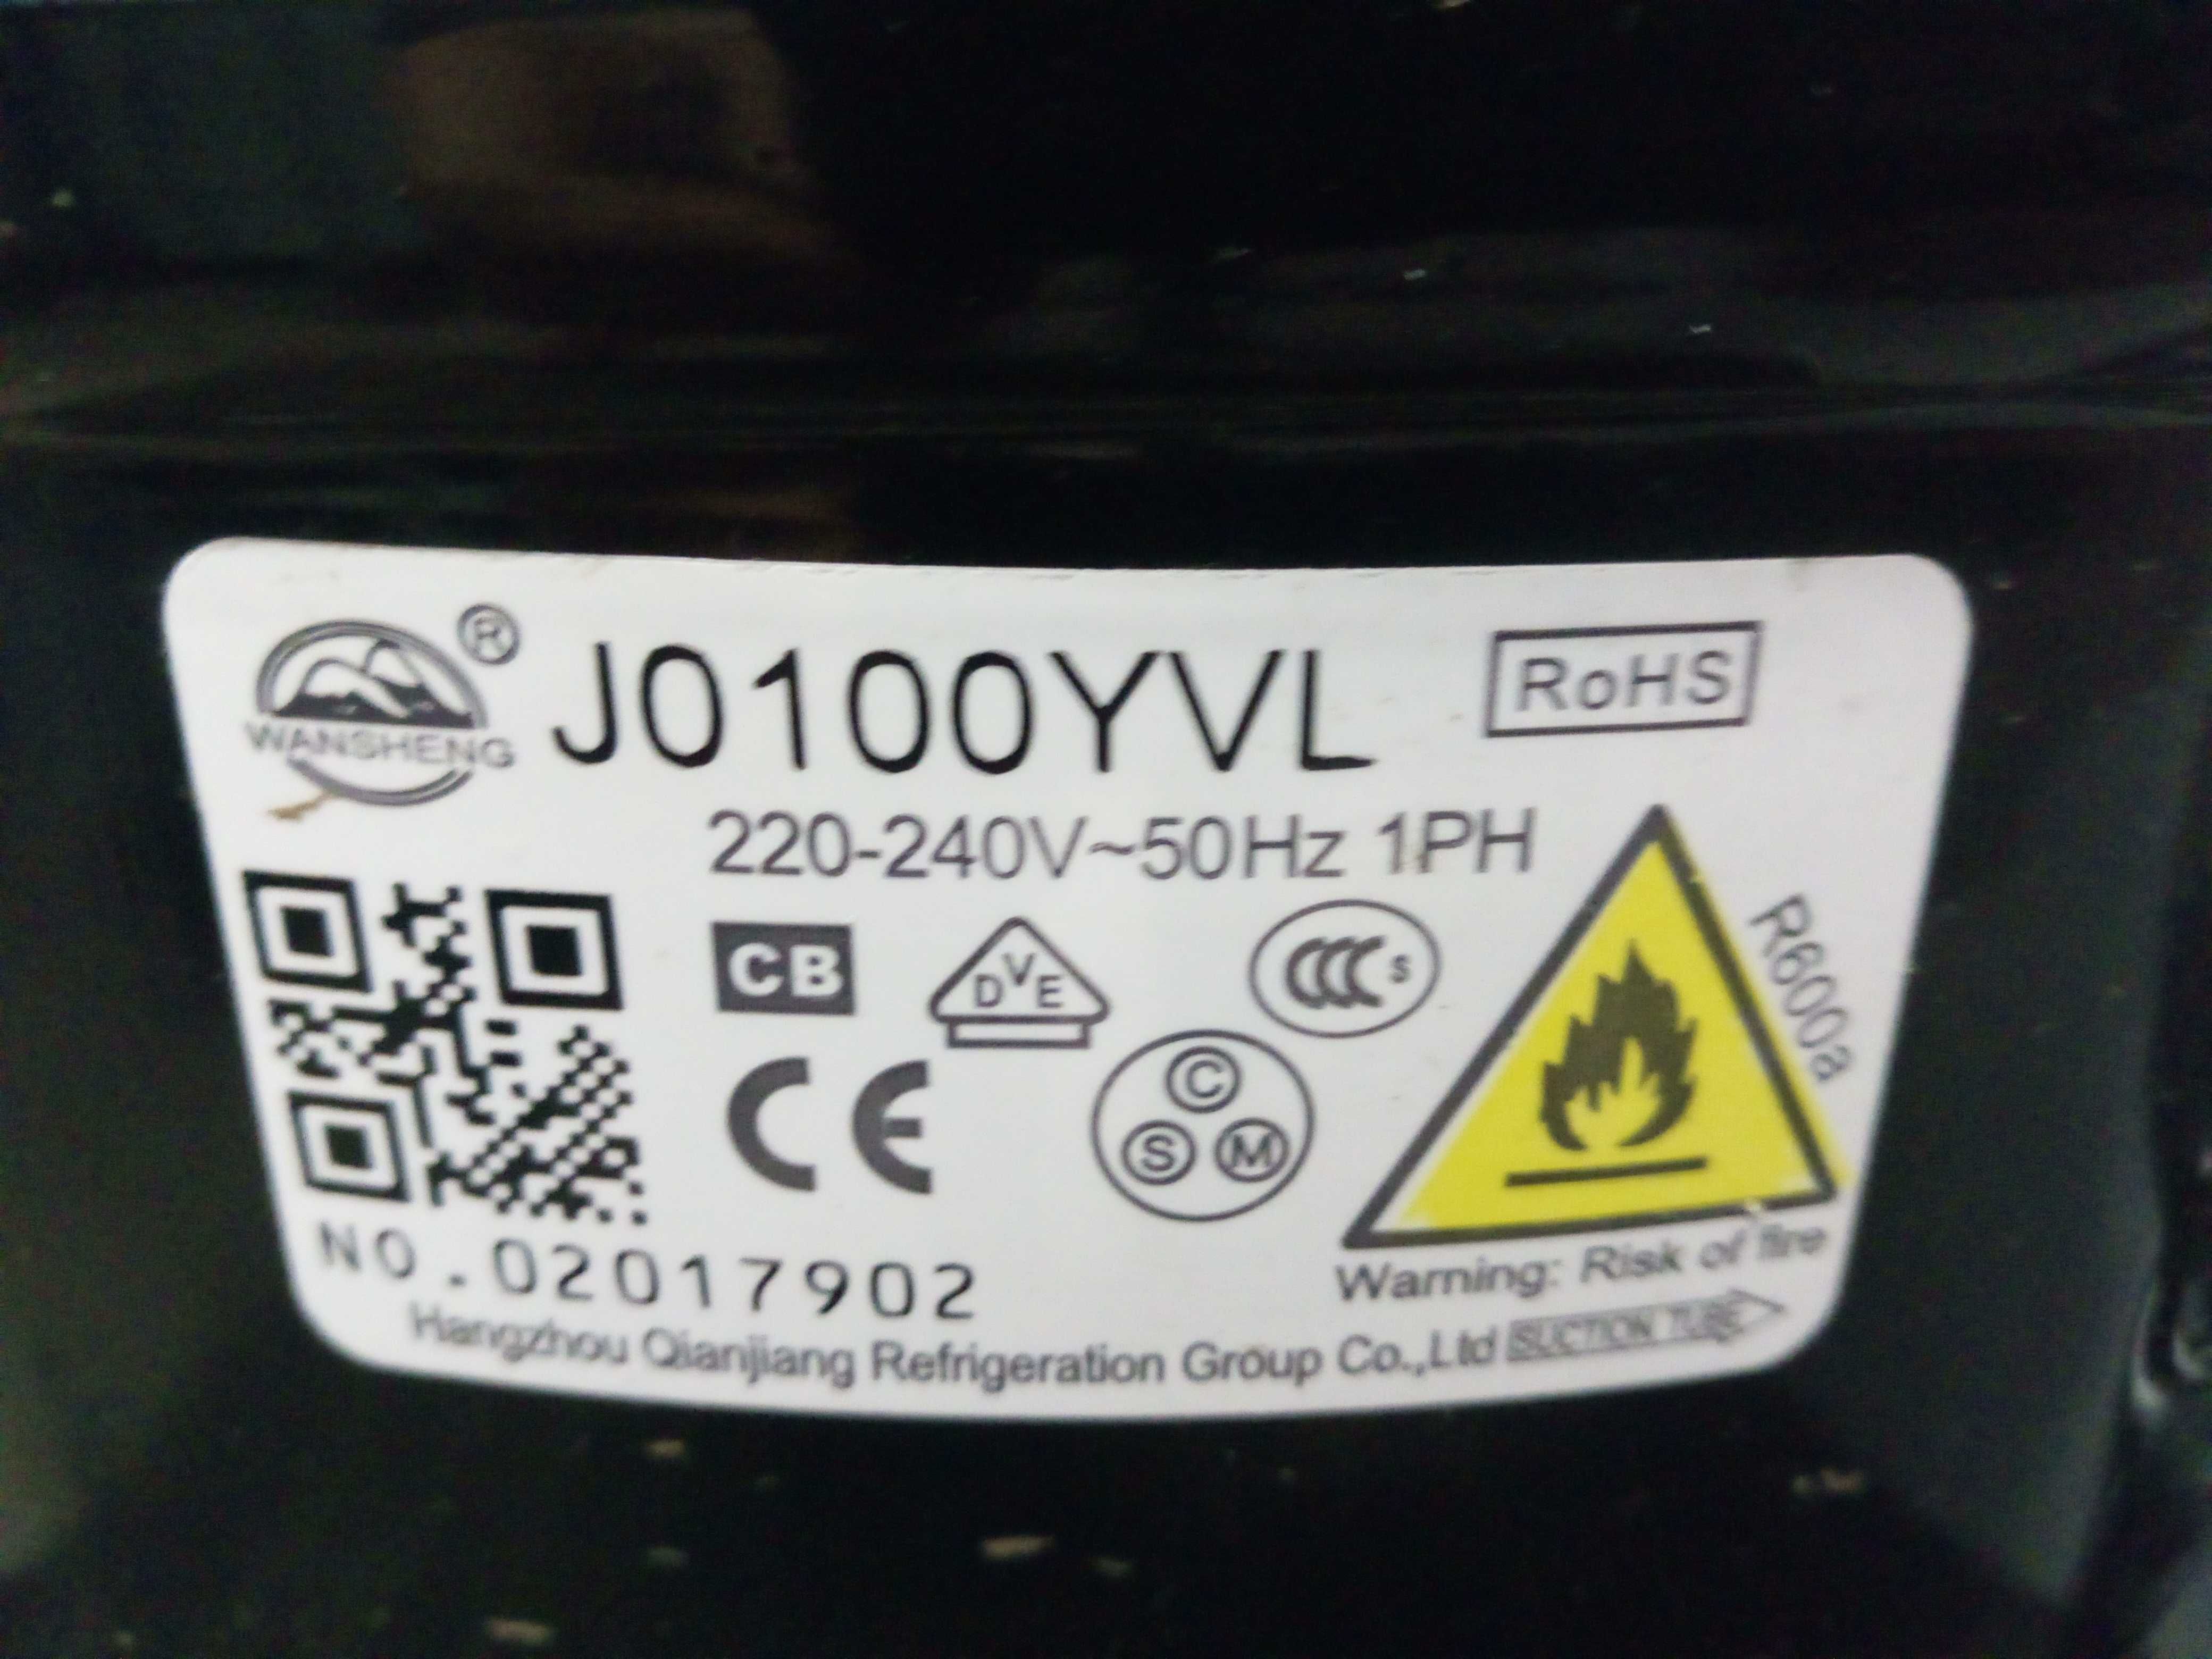 WANSHENG ® J0100YVL RoHS
220-240V~50Hz 1PH
R600a
CB DVE CCC S
CE C S M
NO.02017902
Warning: Risk of fire
Hangzhou Qianjiang Refrigeration Group Co.,Ltd SUCTION TUBE